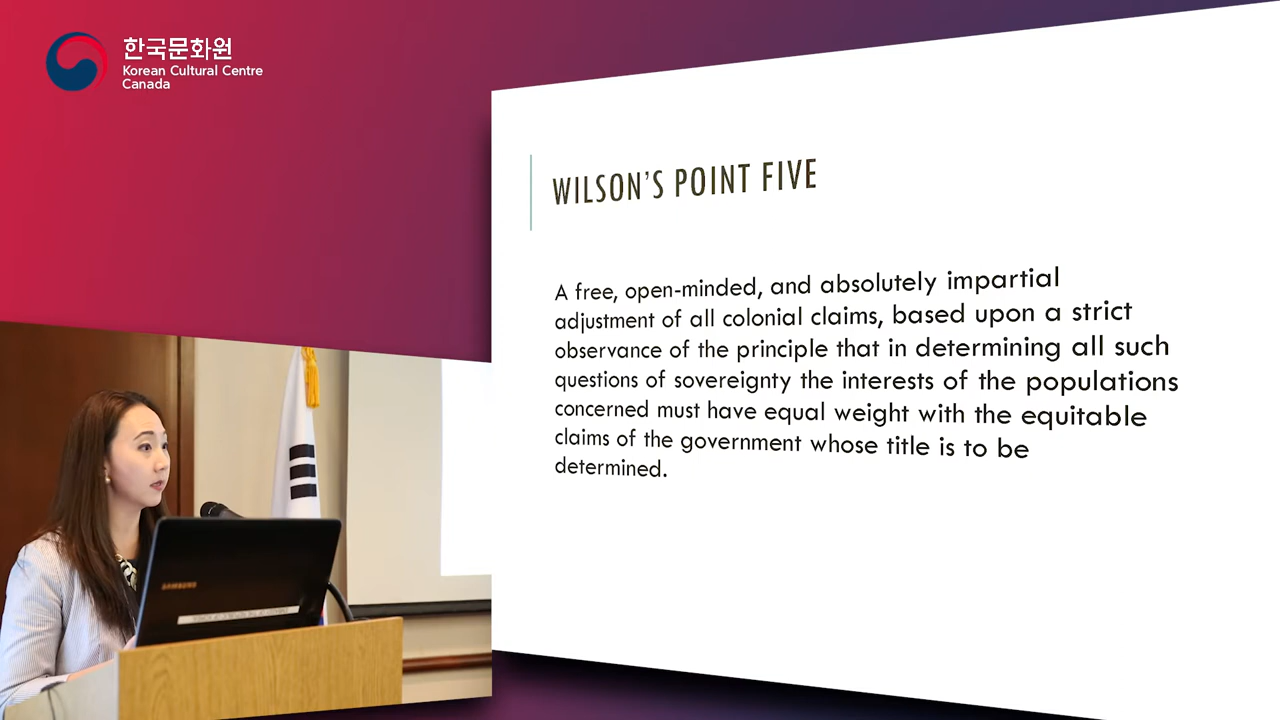 한국문화원
Korean Cultural Centre
Canada
WILSON'S POINT FIVE
A free, open-minded, and absolutely impartial
adjustment of all colonial claims, based upon a strict
observance of the principle that in determining all such
questions of sovereignty the interests of the populations
concerned must have equal weight with the equitable
claims of the government whose title is to be
determined.
SAMSUNG